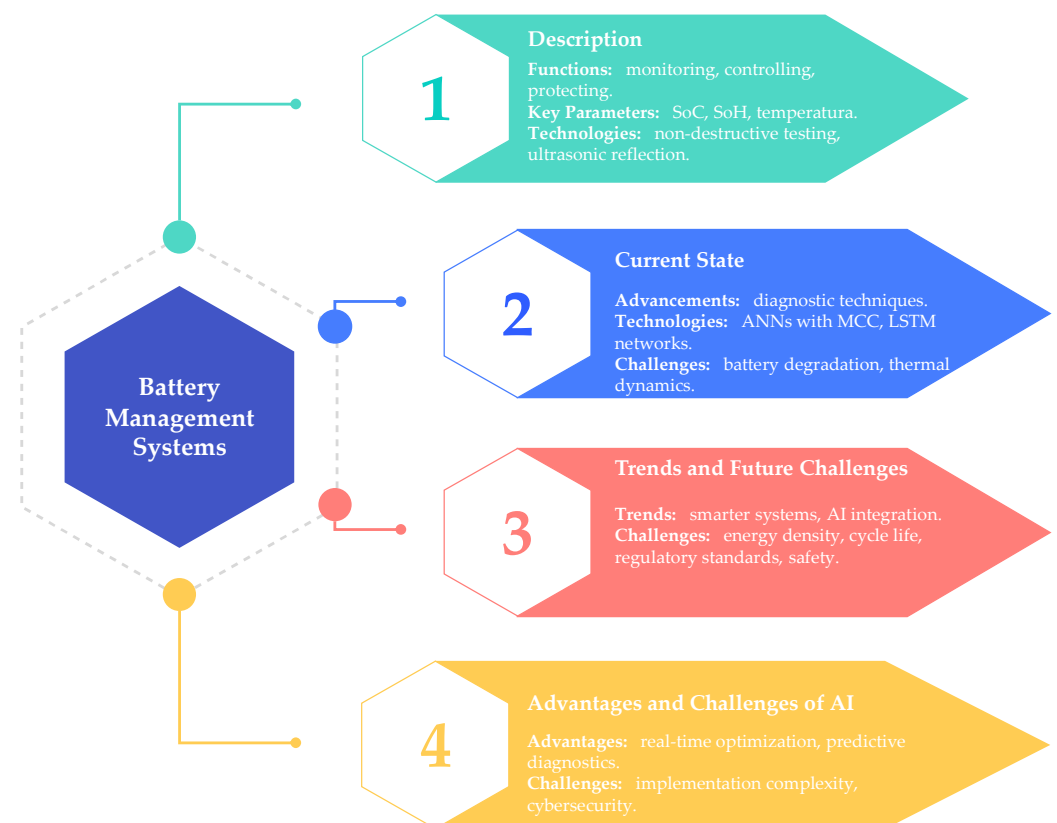 Description
1
Functions: monitoring, controlling,
protecting.
Key Parameters: SoC, SoH, temperatura.
Technologies: non-destructive testing,
ultrasonic reflection.
Current State
2
Advancements: diagnostic techniques.
Technologies: ANNs with MCC, LSTM
networks.
Challenges: battery degradation, thermal
dynamics.
Battery
Management
Systems
Trends and Future Challenges
3
Trends: smarter systems, AI integration.
Challenges: energy density, cycle life,
regulatory standards, safety.
Advantages and Challenges of AI
4
Advantages: real-time optimization, predictive
diagnostics.
Challenges: implementation complexity,
cybersecurity.